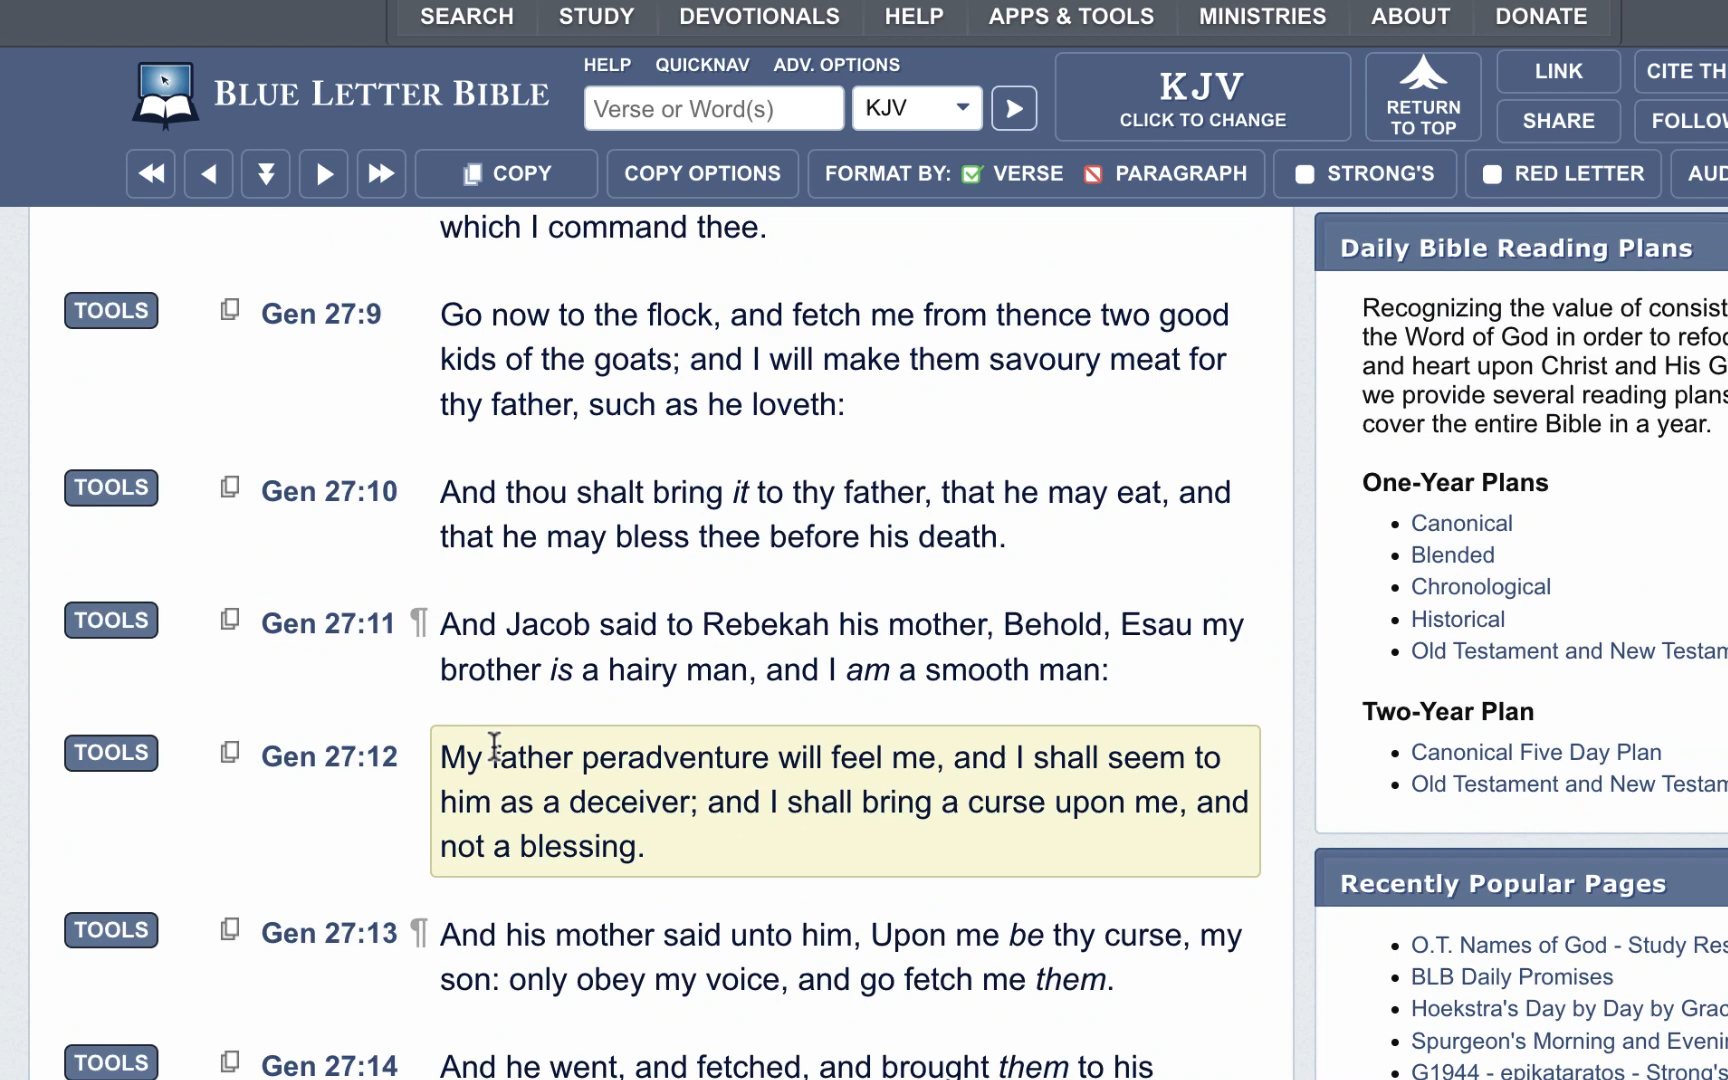 SEARCH STUDY DEVOTIONALS HELP APPS & TOOLS MINISTRIES ABOUT DONATE
BLUE LETTER BIBLE
HELP QUICKNAV ADV. OPTIONS
Verse or Word(s) KJV
KJV
CLICK TO CHANGE
RETURN
TO TOP
LINK CITE TH
SHARE FOLLOW
COPY COPY OPTIONS FORMAT BY: VERSE PARAGRAPH STRONG'S RED LETTER AUD
which I command thee.
TOOLS Gen 27:9 Go now to the flock, and fetch me from thence two good
kids of the goats; and I will make them savoury meat for
thy father, such as he loveth:
TOOLS Gen 27:10 And thou shalt bring it to thy father, that he may eat, and
that he may bless thee before his death.
TOOLS Gen 27:11 ¶ And Jacob said to Rebekah his mother, Behold, Esau my
brother is a hairy man, and I am a smooth man:
TOOLS Gen 27:12 My father peradventure will feel me, and I shall seem to
him as a deceiver; and I shall bring a curse upon me, and
not a blessing.
TOOLS Gen 27:13 ¶ And his mother said unto him, Upon me be thy curse, my
son: only obey my voice, and go fetch me them.
TOOLS Gen 27:14 And he went, and fetched, and brought them to his
Daily Bible Reading Plans
Recognizing the value of consist
the Word of God in order to refoc
and heart upon Christ and His G
we provide several reading plans
cover the entire Bible in a year.
One-Year Plans
• Canonical
• Blended
• Chronological
• Historical
• Old Testament and New Testam
Two-Year Plan
• Canonical Five Day Plan
• Old Testament and New Testam
Recently Popular Pages
• O.T. Names of God - Study Res
• BLB Daily Promises
• Hoekstra's Day by Day by Grac
• Spurgeon's Morning and Evenin
• G1944 - epikataratos - Strong's